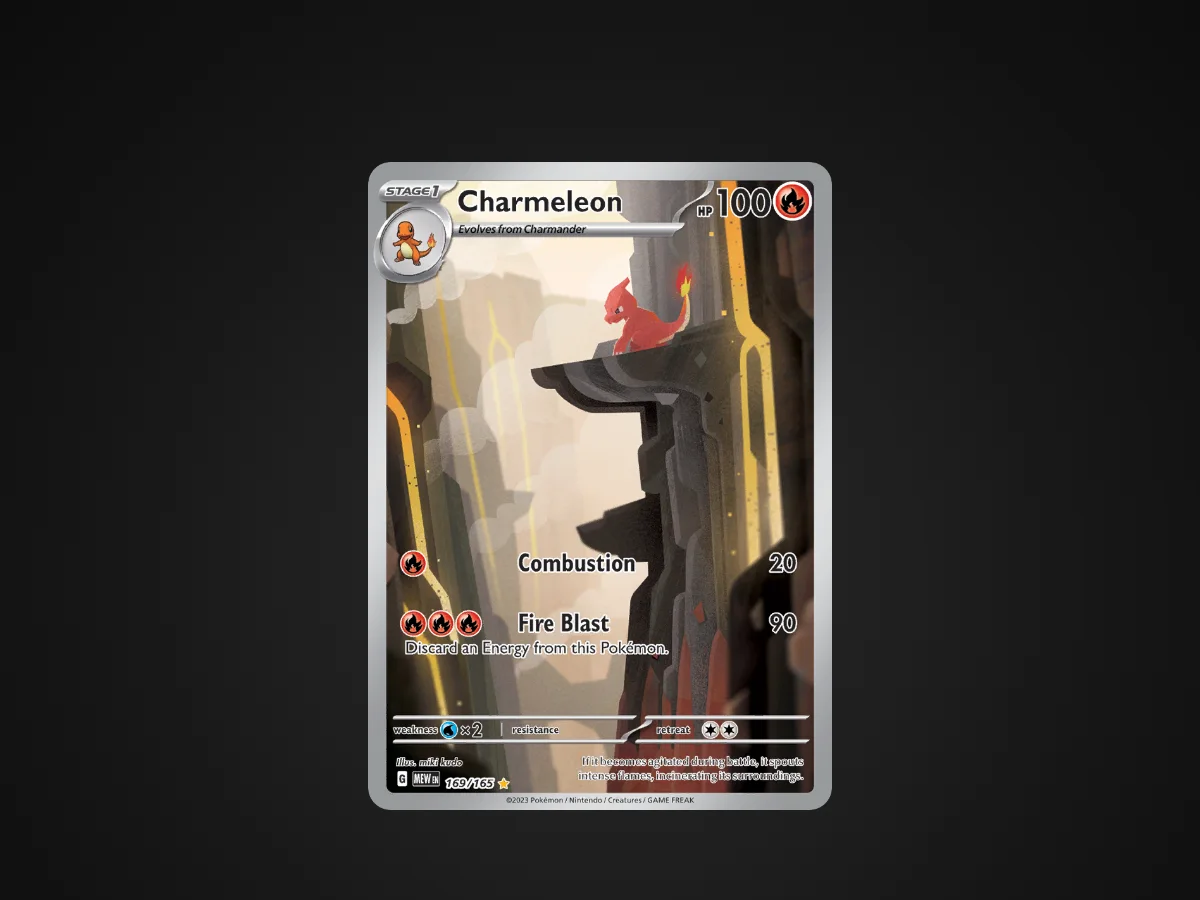 STAGE1
Charmeleon
HP 100
Evolves from Charmander
Combustion 20
Fire Blast 90
Discard an Energy from this Pokémon.
weakness ×2 resistance retreat
Illus. miki kudo
If it becomes agitated during battle, it spouts
intense flames, incinerating its surroundings.
G MEW EN 169/165
©2023 Pokémon / Nintendo / Creatures / GAME FREAK